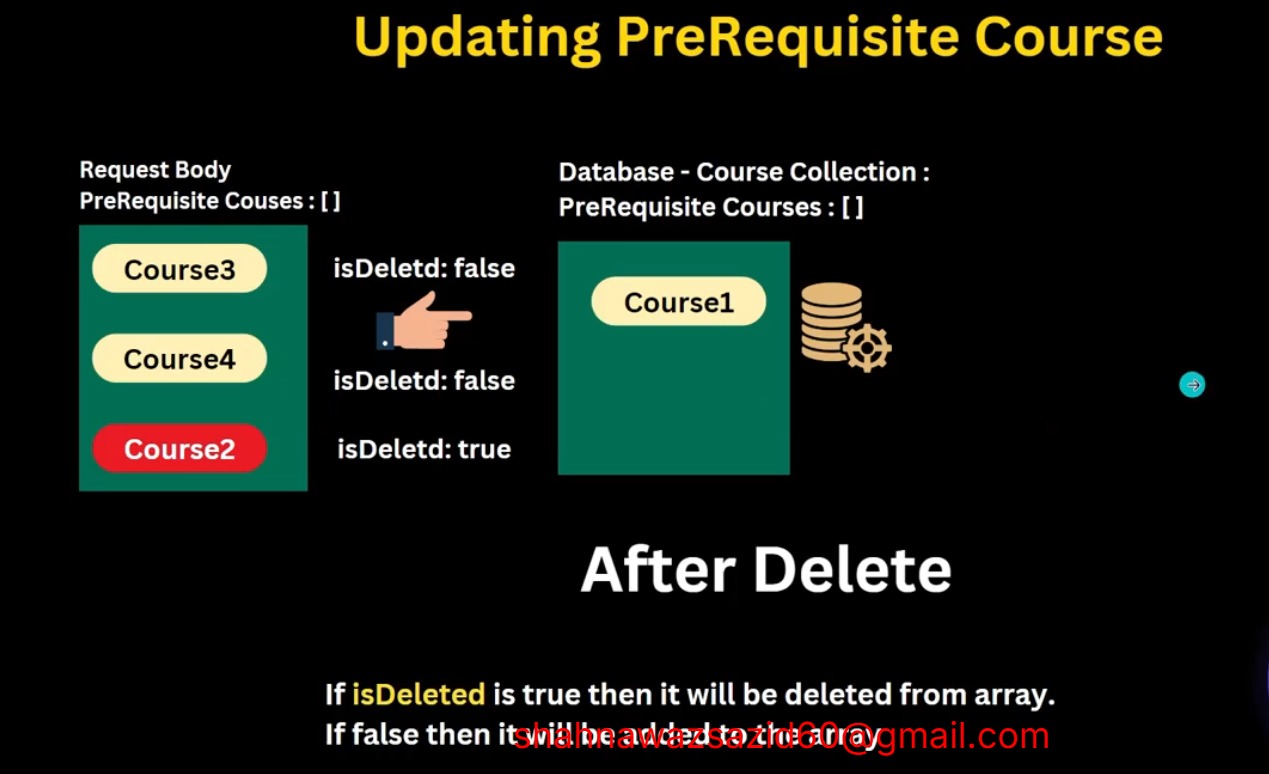 Updating PreRequisite Course
Request Body
PreRequisite Couses : [ ]
Course3
isDeletd: false
Course4
isDeletd: false
Course2
isDeletd: true
Database - Course Collection :
PreRequisite Courses : [ ]
Course1
After Delete
If isDeleted is true then it will be deleted from array.
If false then it will be added to the array
shahnawazsazid60@gmail.com